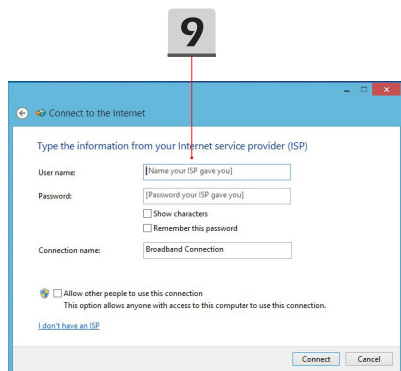 9
Connect to the Internet
Type the information from your Internet service provider (ISP)
User name:
[Name your ISP gave you]
Password:
[Password your ISP gave you]
Show characters
Remember this password
Connection name:
Broadband Connection
Allow other people to use this connection
This option allows anyone with access to this computer to use this connection.
I don't have an ISP
Connect
Cancel